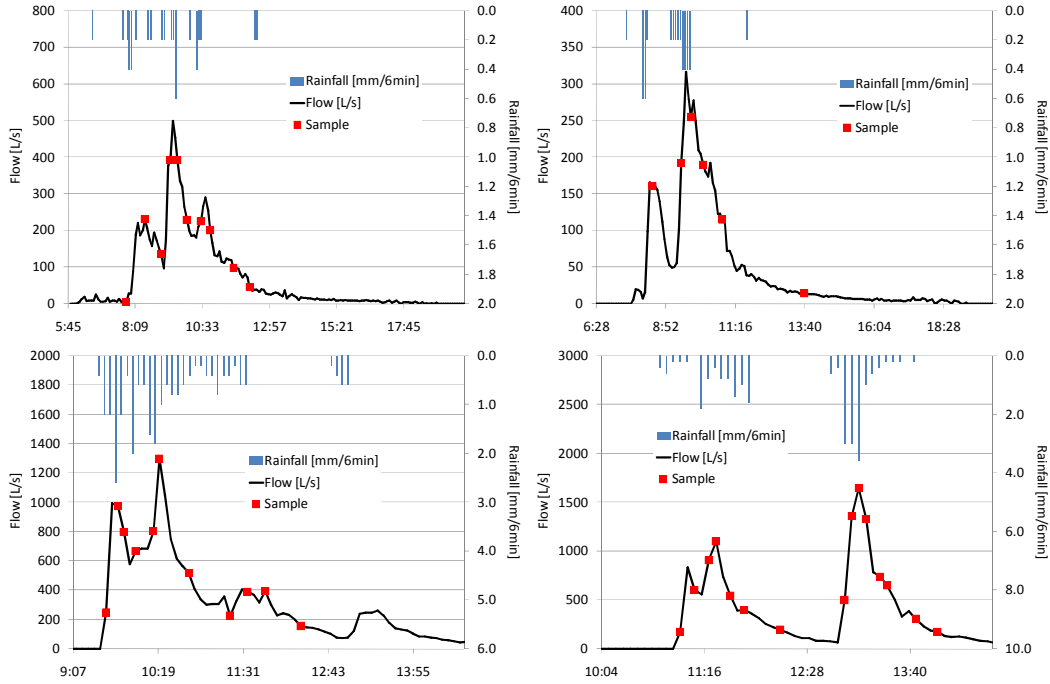 800
700
600
500
400
300
200
100
0
Flow [L/s]
0.0
0.2
0.4
0.6
0.8
1.0
1.2
1.4
1.6
1.8
2.0
Rainfall [mm/6min]
Rainfall [mm/6min]
Flow [L/s]
Sample
5:45 8:09 10:33 12:57 15:21 17:45
400
350
300
250
200
150
100
50
0
Flow [L/s]
0.0
0.2
0.4
0.6
0.8
1.0
1.2
1.4
1.6
1.8
2.0
Rainfall [mm/6min]
Rainfall [mm/6min]
Flow [L/s]
Sample
6:28 8:52 11:16 13:40 16:04 18:28
2000
1800
1600
1400
1200
1000
800
600
400
200
0
Flow [L/s]
0.0
1.0
2.0
3.0
4.0
5.0
6.0
Rainfall [mm/6min]
Rainfall [mm/6min]
Flow [L/s]
Sample
9:07 10:19 11:31 12:43 13:55
3000
2500
2000
1500
1000
500
0
Flow [L/s]
0.0
2.0
4.0
6.0
8.0
10.0
Rainfall [mm/6min]
Rainfall [mm/6min]
Flow [L/s]
Sample
10:04 11:16 12:28 13:40